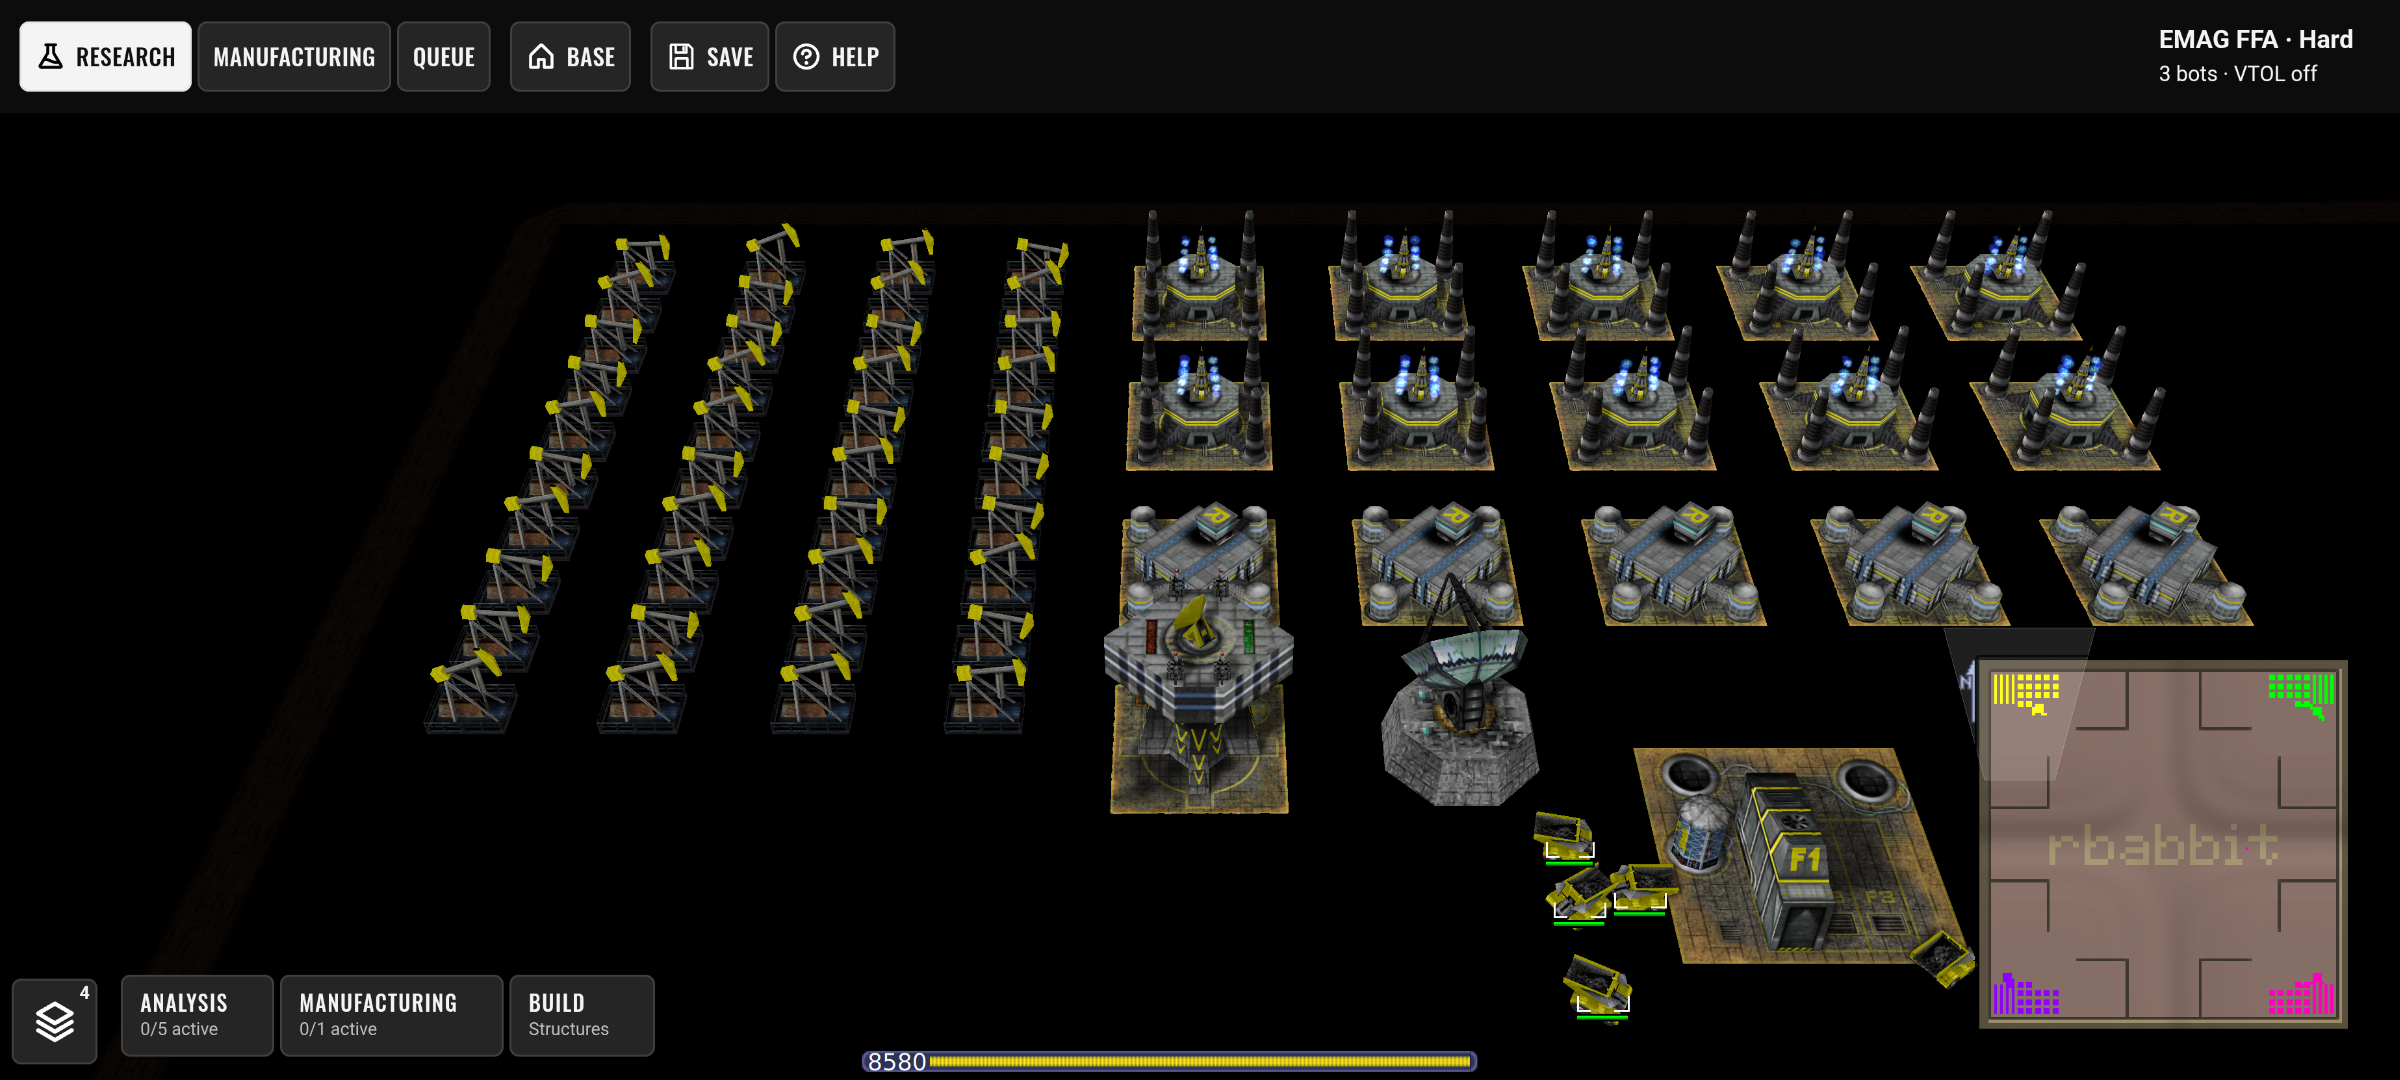 RESEARCH
MANUFACTURING
QUEUE
BASE
SAVE
HELP
EMAG FFA · Hard
3 bots · VTOL off
R
R
R
R
R
N
rbabbit
F1
F3
4
ANALYSIS
0/5 active
MANUFACTURING
0/1 active
BUILD
Structures
8580